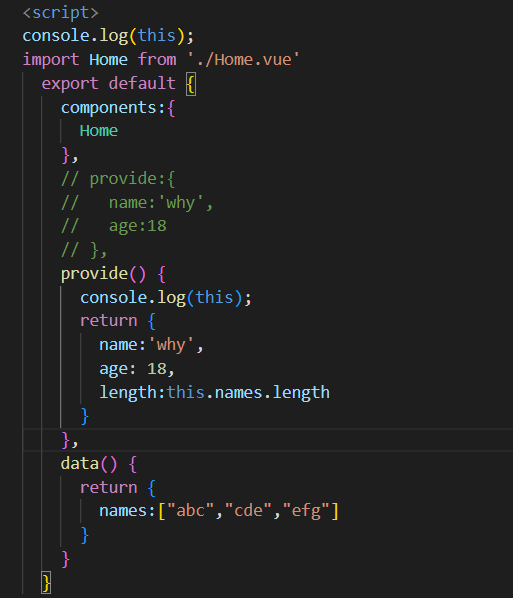 <script>
console.log(this);
import Home from './Home.vue'
export default {
components:{
Home
},
// provide:{
//   name:'why',
//   age:18
// },
provide() {
console.log(this);
return {
name:'why',
age: 18,
length:this.names.length
}
},
data() {
return {
names:["abc","cde","efg"]
}
}
}